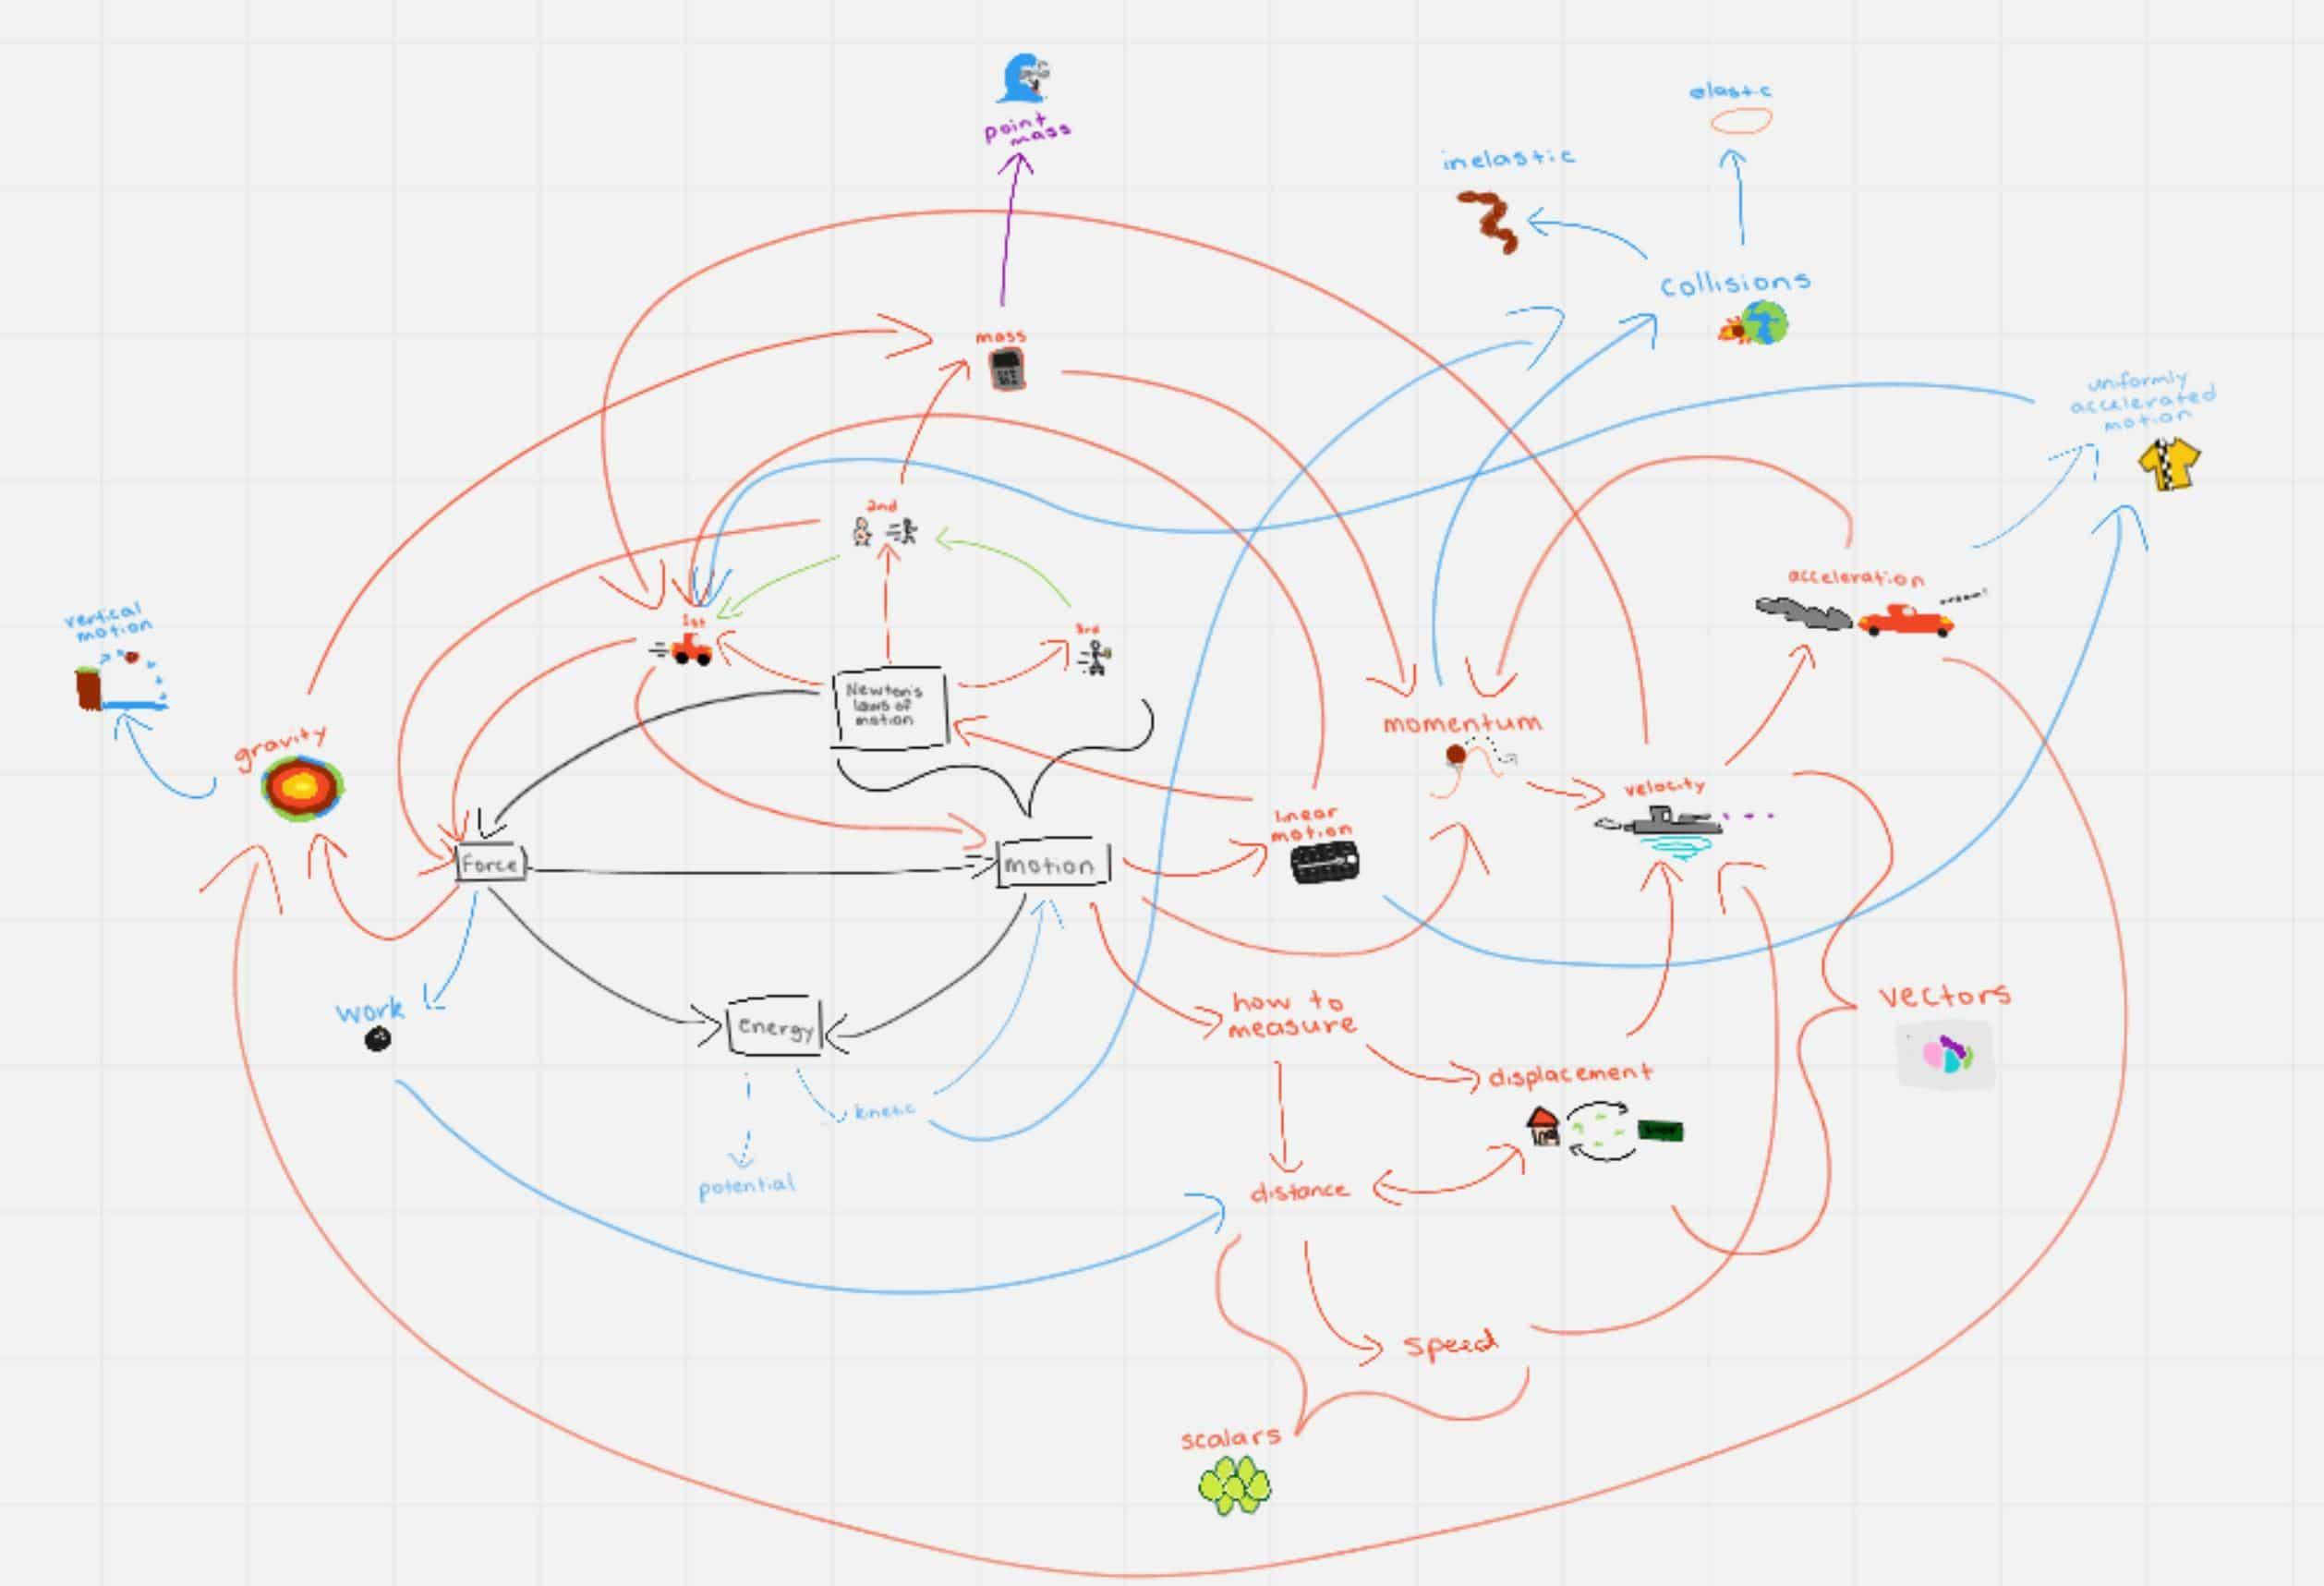 point
mass
elastic
inelastic
collisions
mass
uniformly
accelerated
motion
2nd
acceleration
vertical
motion
1st
3rd
Newton's
laws of
motion
momentum
gravity
velocity
linear
motion
Force
motion
how to
measure
vectors
work
energy
displacement
kinetic
potential
distance
speed
scalars